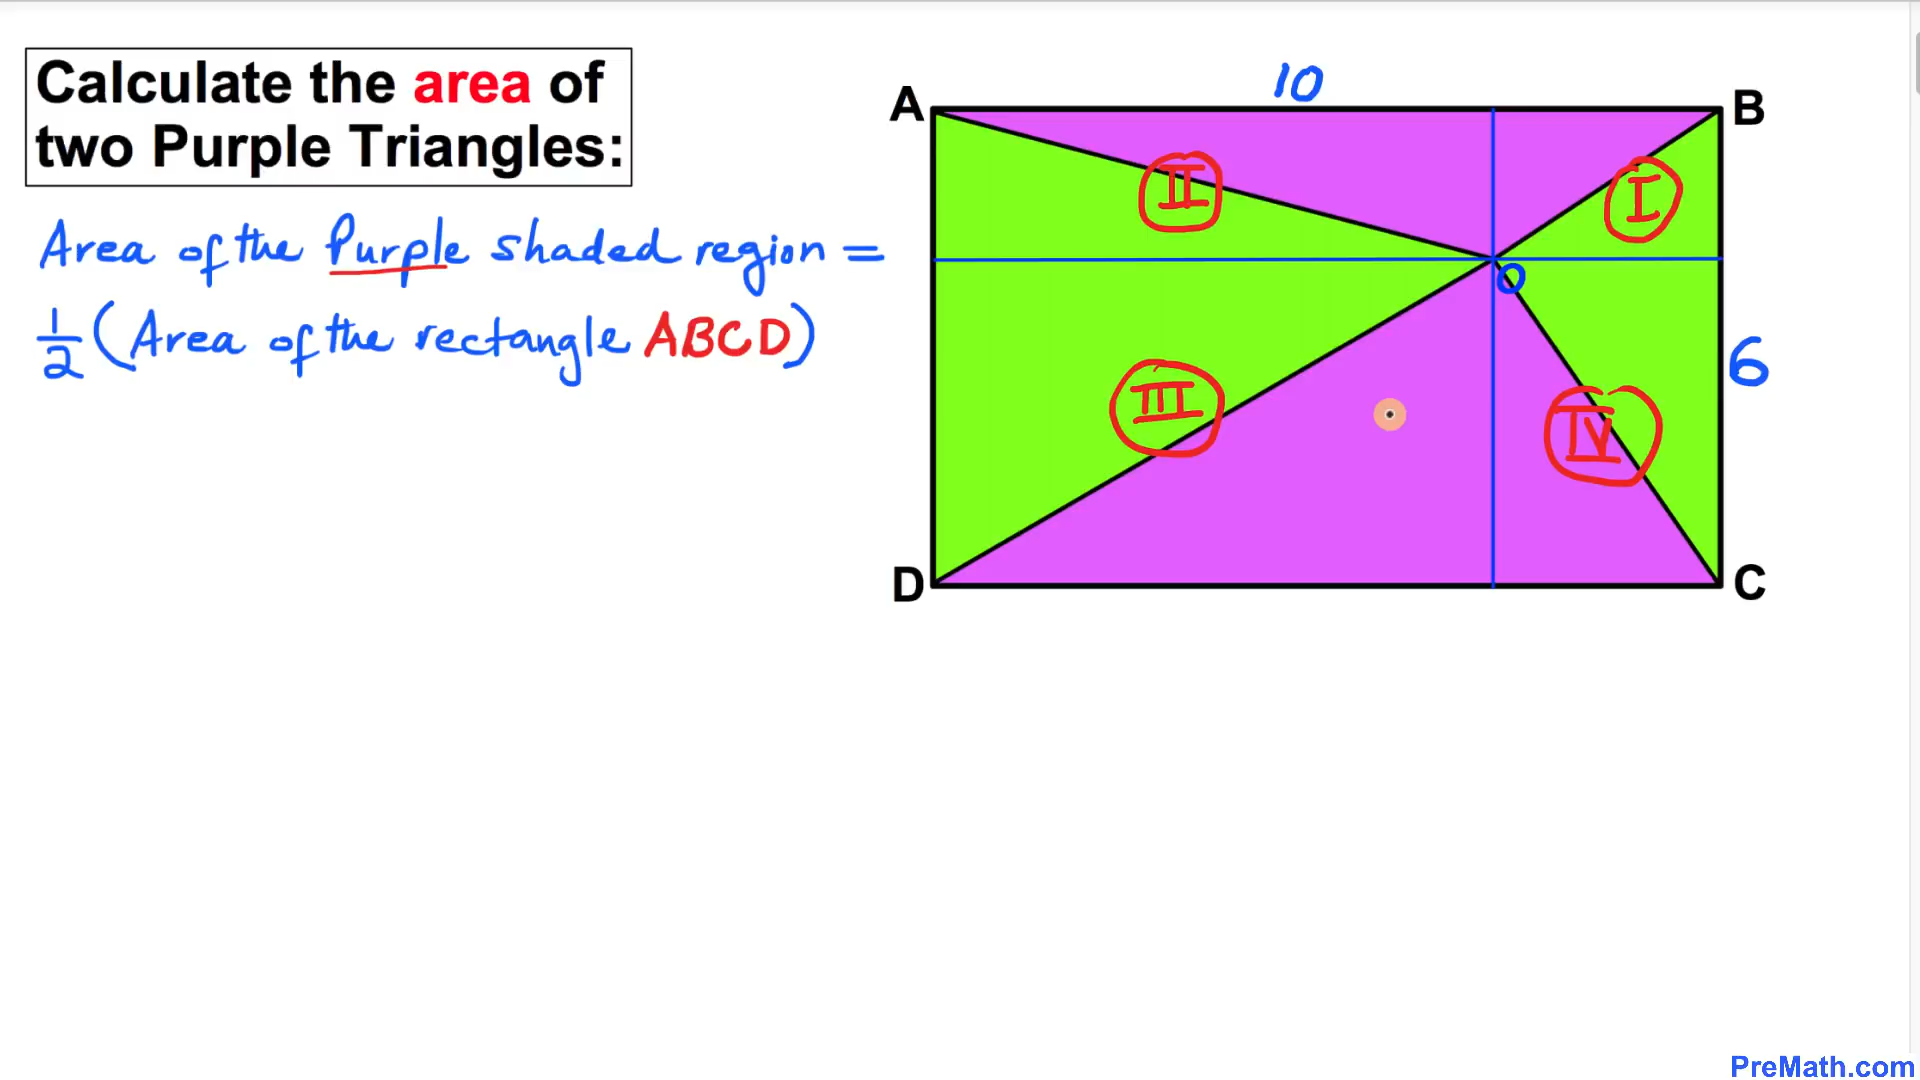 Calculate the area of
two Purple Triangles:
Area of the Purple shaded region =
1/2 (Area of the rectangle ABCD)
10
A
B
II
I
O
6
III
IV
D
C
PreMath.com